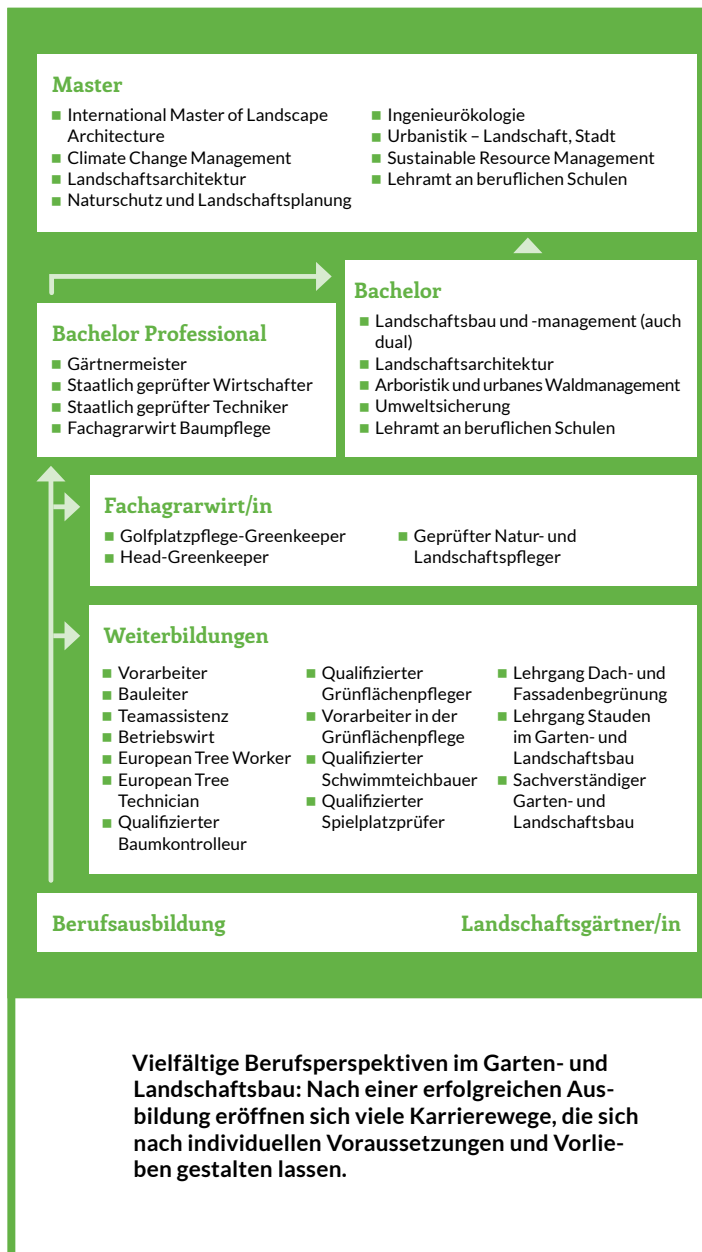 Master
International Master of Landscape
Architecture
Climate Change Management
Landschaftsarchitektur
Naturschutz und Landschaftsplanung
Ingenieurökologie
Urbanistik – Landschaft, Stadt
Sustainable Resource Management
Lehramt an beruflichen Schulen
Bachelor Professional
Gärtnermeister
Staatlich geprüfter Wirtschafter
Staatlich geprüfter Techniker
Fachagrarwirt Baumpflege
Bachelor
Landschaftsbau und -management (auch
dual)
Landschaftsarchitektur
Arboristik und urbanes Waldmanagement
Umweltsicherung
Lehramt an beruflichen Schulen
Fachagrarwirt/in
Golfplatzpflege-Greenkeeper
Head-Greenkeeper
Geprüfter Natur- und
Landschaftspfleger
Weiterbildungen
Vorarbeiter
Bauleiter
Teamassistenz
Betriebswirt
European Tree Worker
European Tree
Technician
Qualifizierter
Baumkontrolleur
Qualifizierter
Grünflächenpfleger
Vorarbeiter in der
Grünflächenpflege
Qualifizierter
Schwimmteichbauer
Qualifizierter
Spielplatzprüfer
Lehrgang Dach- und
Fassadenbegrünung
Lehrgang Stauden
im Garten- und
Landschaftsbau
Sachverständiger
Garten- und
Landschaftsbau
Berufsausbildung
Landschaftsgärtner/in
Vielfältige Berufsperspektiven im Garten- und
Landschaftsbau: Nach einer erfolgreichen Aus-
bildung eröffnen sich viele Karrierewege, die sich
nach individuellen Voraussetzungen und Vorlie-
ben gestalten lassen.